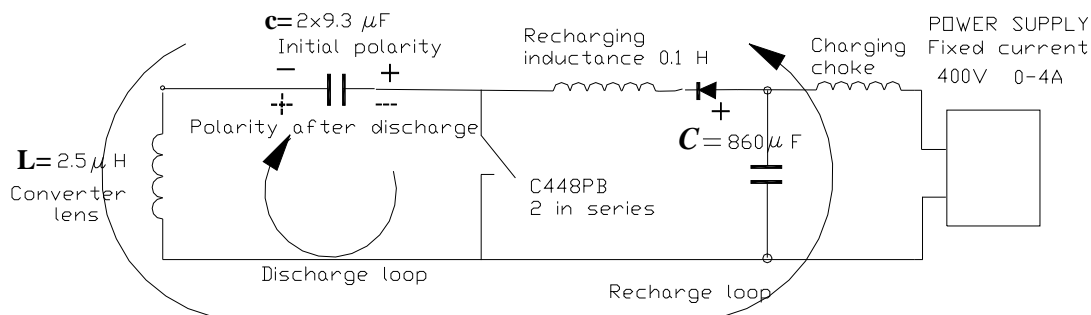 c=2x9.3 μF
Initial polarity
− +
Polarity after discharge
L=2.5μH
Converter
lens
Discharge loop
Recharging
inductance 0.1 H
+
C=860μF
C448PB
2 in series
Recharge loop
Charging
choke
POWER SUPPLY
Fixed current
400V 0-4A